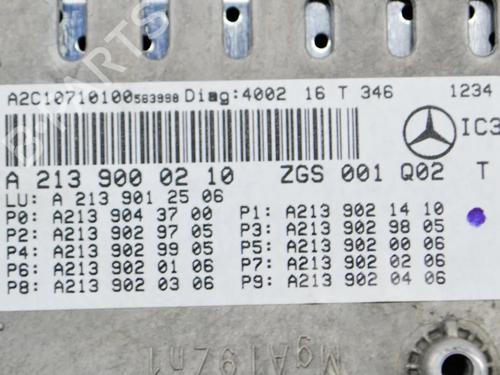 A2C10710100583998 Diag:4002 16 T 346 1234
IC3
A 213 900 02 10 ZGS 001 Q02 T
LU: A 213 901 25 06
P0: A213 904 37 00 P1: A213 902 14 10
P2: A213 902 97 05 P3: A213 902 98 05
P4: A213 902 99 05 P5: A213 902 00 06
P6: A213 902 01 06 P7: A213 902 02 06
P8: A213 902 03 06 P9: A213 902 04 06
MgAl9Zn1